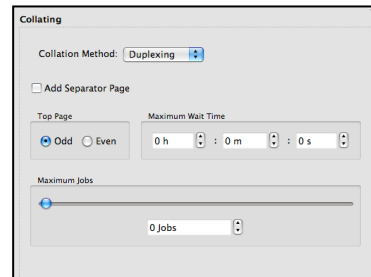 Collating
Collation Method: Duplexing
Add Separator Page
Top Page
Maximum Wait Time
Odd Even
0 h : 0 m : 0 s
Maximum Jobs
0 Jobs